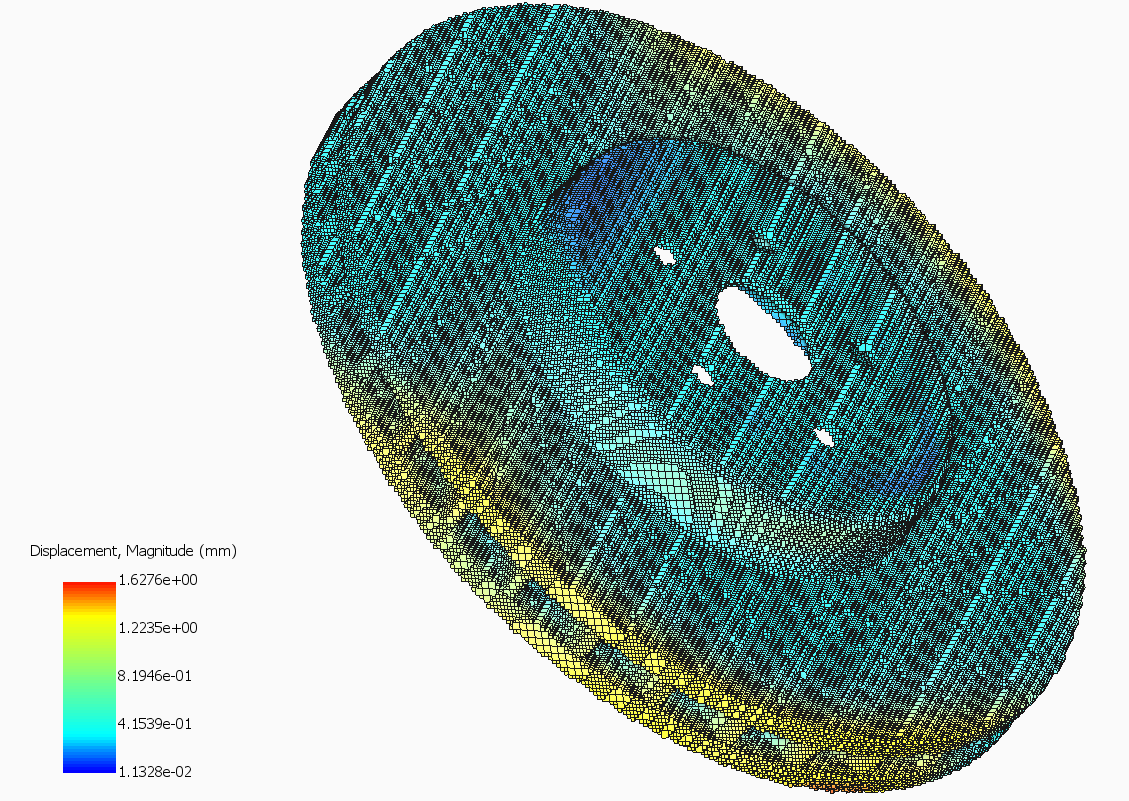 Displacement, Magnitude (mm)
1.6276e+00
1.2235e+00
8.1946e-01
4.1539e-01
1.1328e-02